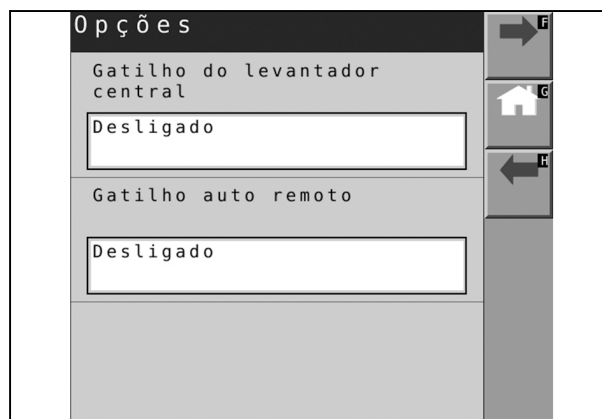 Opções
F
Gatilho do levantador
central
G
Desligado
H
Gatilho auto remoto
Desligado